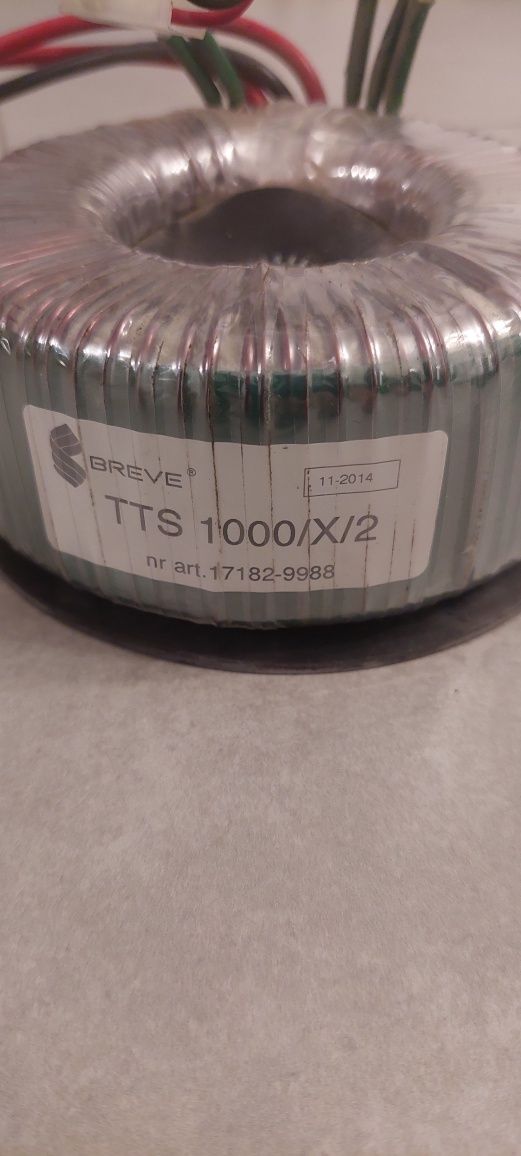 BREVE®
11-2014
TTS 1000/X/2
nr art.17182-9988